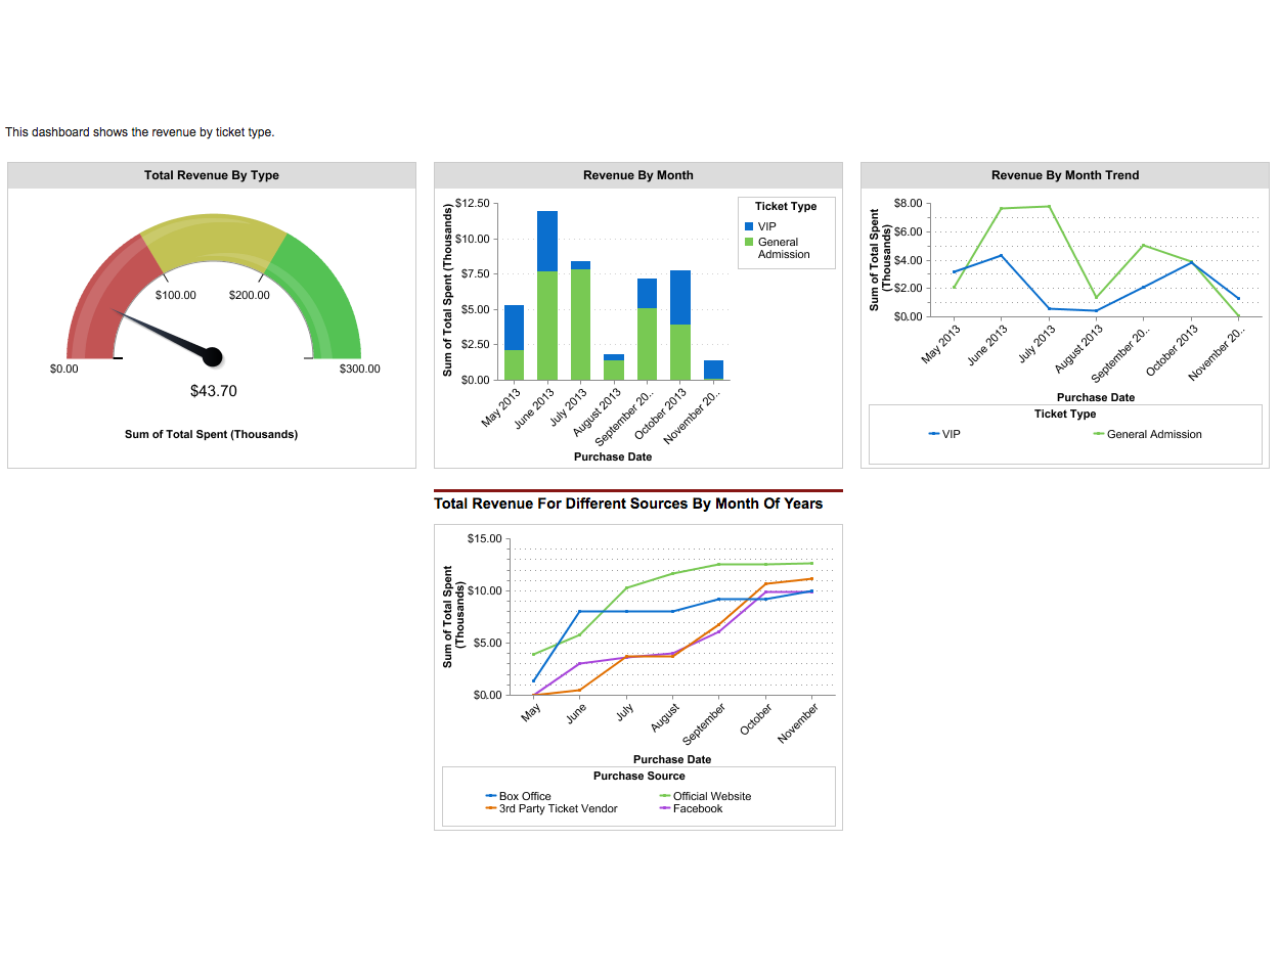 This dashboard shows the revenue by ticket type.
Total Revenue By Type
$100.00
$200.00
$0.00
$300.00
$43.70
Sum of Total Spent (Thousands)
Revenue By Month
Sum of Total Spent (Thousands)
$12.50
$10.00
$7.50
$5.00
$2.50
$0.00
May 2013
June 2013
July 2013
August 2013
September 20..
October 2013
November 20..
Purchase Date
Ticket Type
VIP
General
Admission
Revenue By Month Trend
Sum of Total Spent
(Thousands)
$8.00
$6.00
$4.00
$2.00
$0.00
May 2013
June 2013
July 2013
August 2013
September 20..
October 2013
November 20..
Purchase Date
Ticket Type
VIP
General Admission
Total Revenue For Different Sources By Month Of Years
Sum of Total Spent
(Thousands)
$15.00
$10.00
$5.00
$0.00
May
June
July
August
September
October
November
Purchase Date
Purchase Source
Box Office
Official Website
3rd Party Ticket Vendor
Facebook